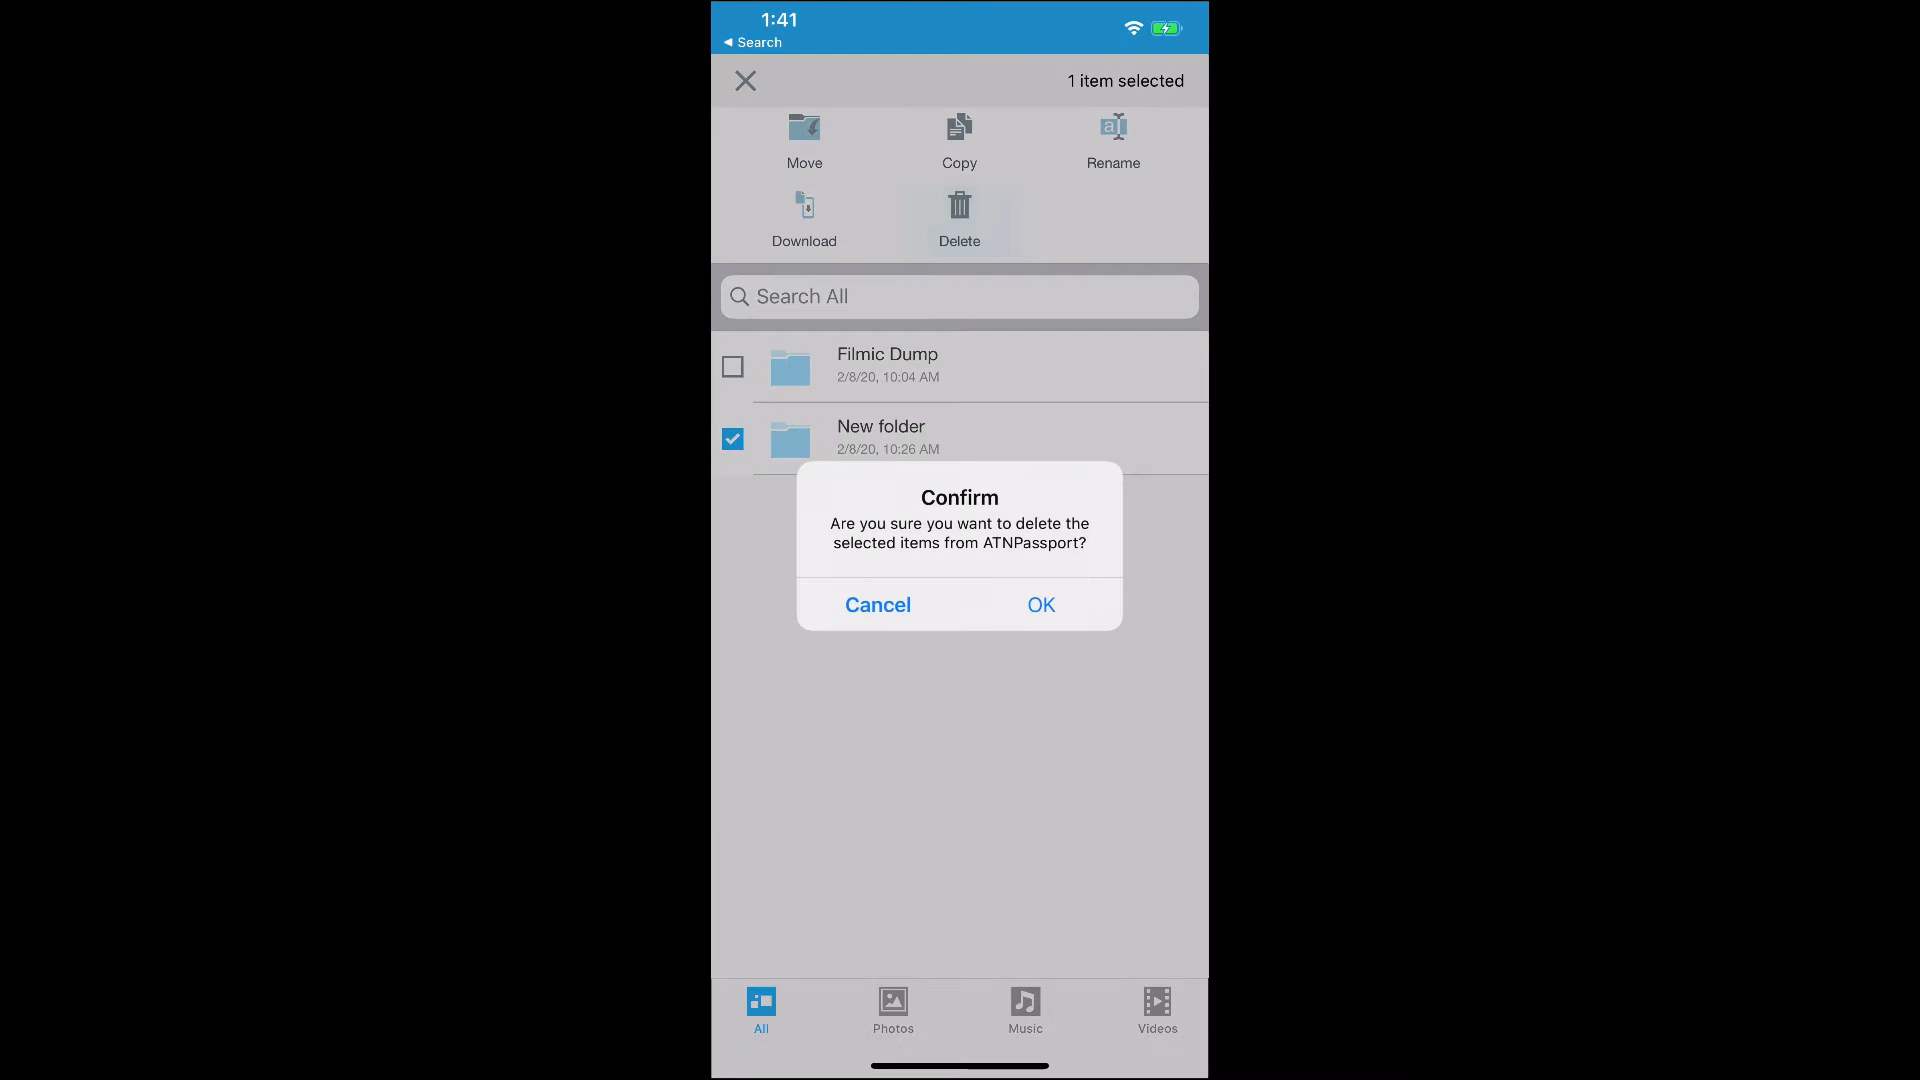 1:41
◀ Search
1 item selected
Move
Copy
Rename
Download
Delete
Search All
Filmic Dump
2/8/20, 10:04 AM
New folder
2/8/20, 10:26 AM
Confirm
Are you sure you want to delete the
selected items from ATNPassport?
Cancel
OK
All
Photos
Music
Videos